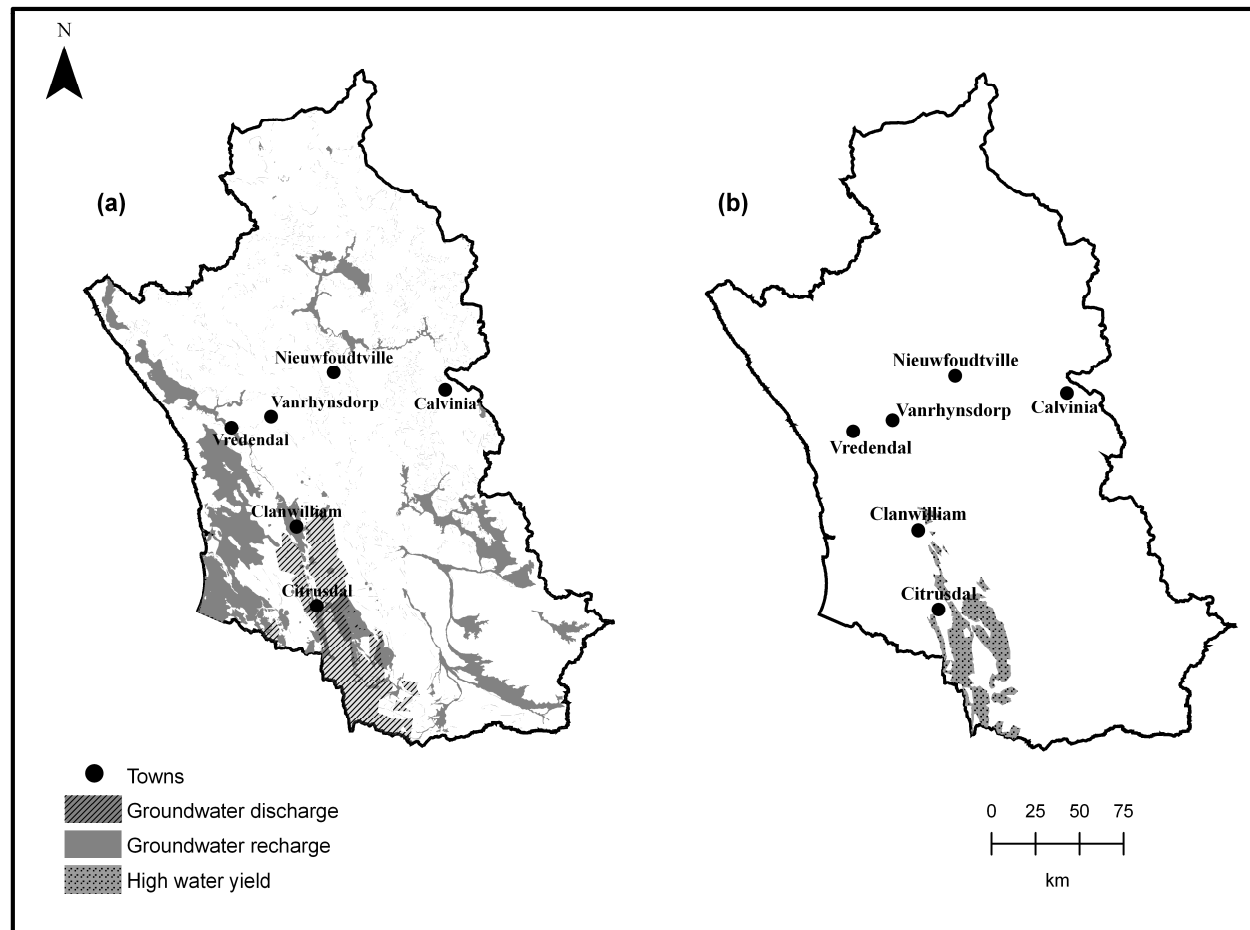 N
(a)
Nieuwfoudtville
Vanrhynsdorp
Calvinia
Vredendal
Clanwilliam
Citrusdal
(b)
Nieuwfoudtville
Vanrhynsdorp
Calvinia
Vredendal
Clanwilliam
Citrusdal
Towns
Groundwater discharge
Groundwater recharge
High water yield
0 25 50 75
km